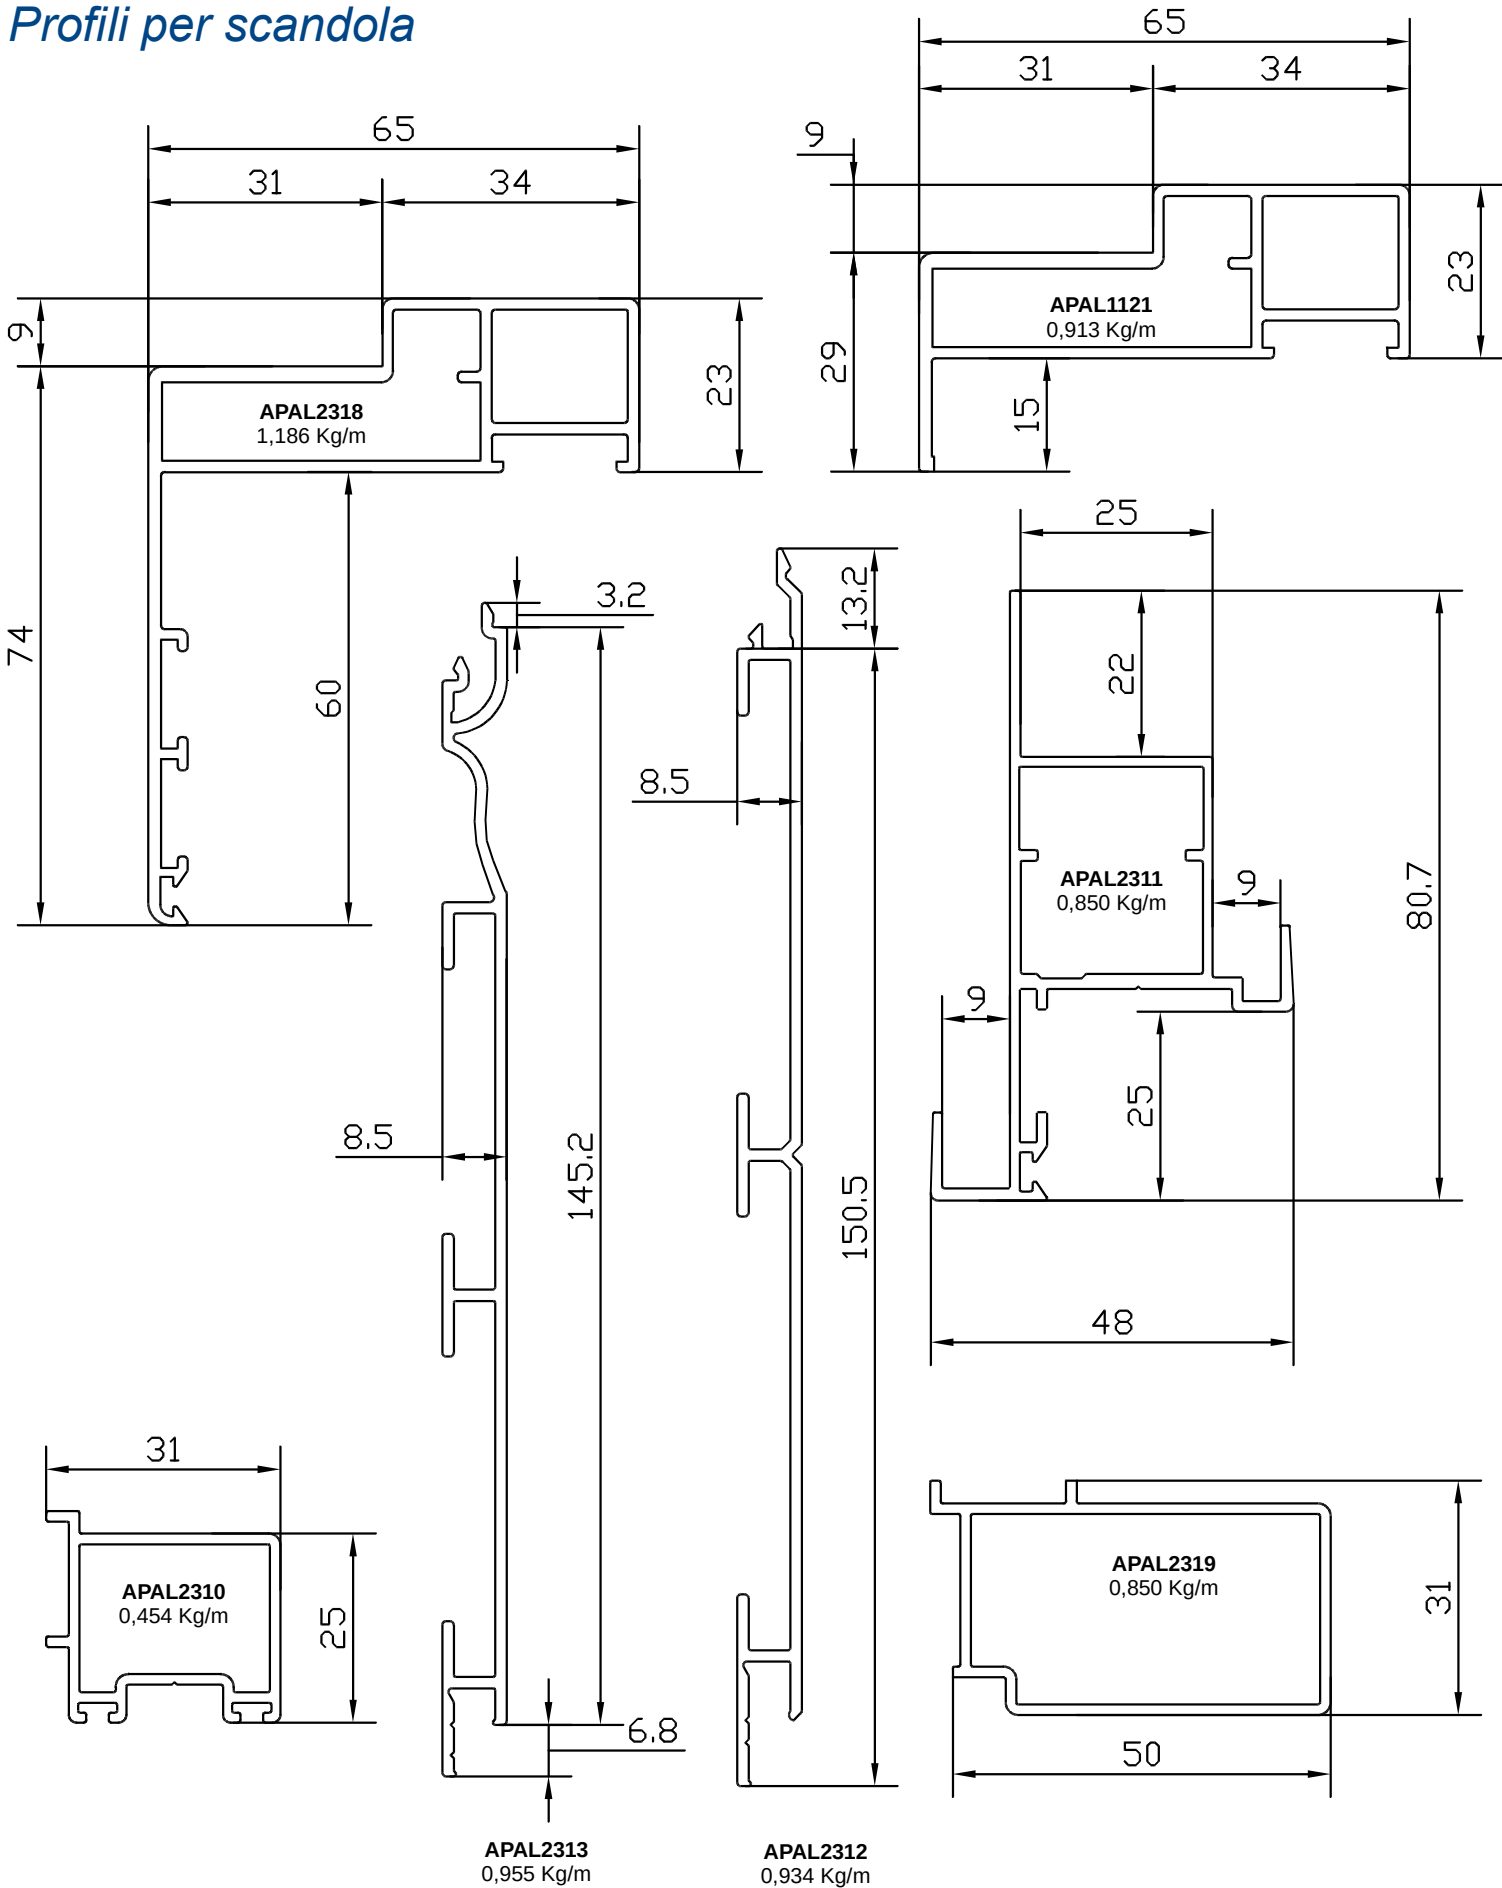 Profili per scandola
65
31
34
9
74
23
60
APAL2318
1,186 Kg/m
65
31
34
9
29
15
23
APAL1121
0,913 Kg/m
3.2
8.5
145.2
6.8
APAL2313
0,955 Kg/m
13.2
8.5
150.5
APAL2312
0,934 Kg/m
25
22
80.7
9
9
25
48
APAL2311
0,850 Kg/m
31
25
APAL2310
0,454 Kg/m
31
50
APAL2319
0,850 Kg/m